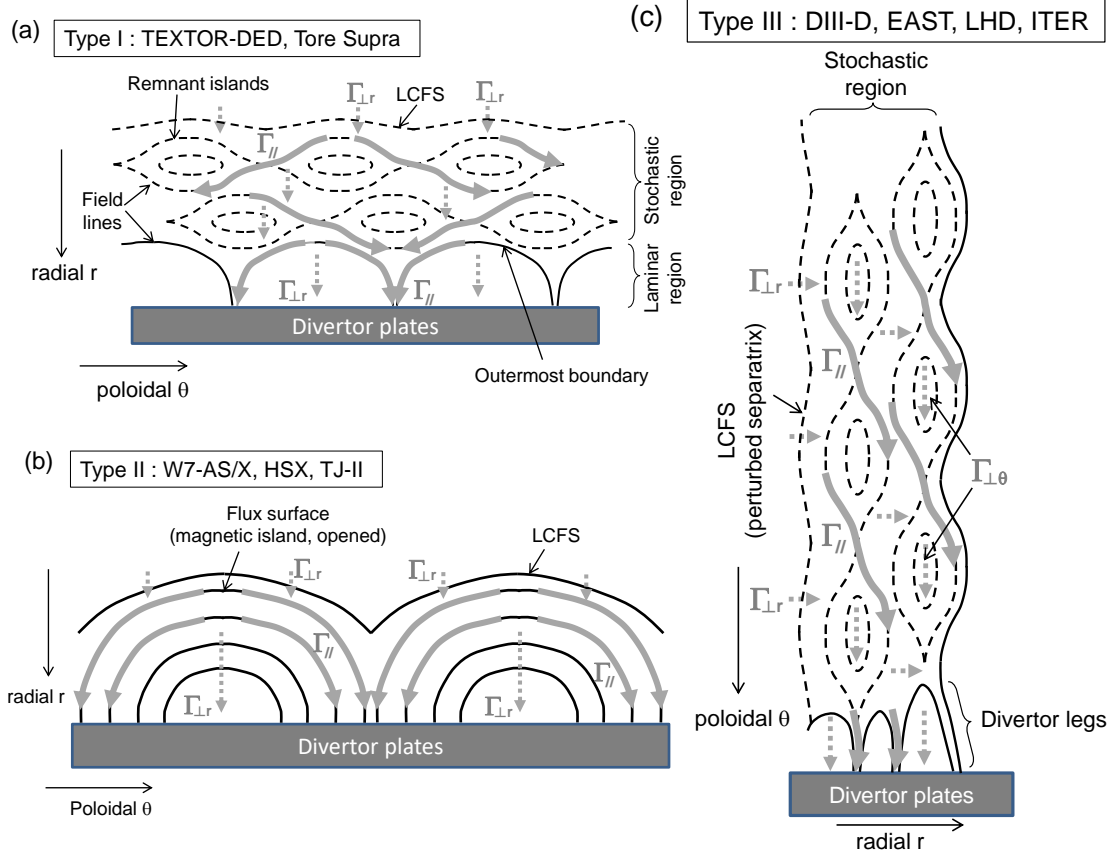 (a)
Type I : TEXTOR-DED, Tore Supra
Remnant islands
Γ⊥r
LCFS
Γ⊥r
Γ//
Field
lines
radial r
Stochastic
region
Laminar
region
Γ⊥r
Γ//
Divertor plates
poloidal θ
Outermost boundary
(b)
Type II : W7-AS/X, HSX, TJ-II
Flux surface
(magnetic island, opened)
LCFS
Γ⊥r
Γ⊥r
Γ//
Γ//
radial r
Γ⊥r
Γ⊥r
Divertor plates
Poloidal θ
(c)
Type III : DIII-D, EAST, LHD, ITER
Stochastic
region
Γ⊥r
Γ//
LCFS
(perturbed separatrix)
Γ⊥θ
Γ//
Γ⊥r
poloidal θ
Divertor legs
Divertor plates
radial r